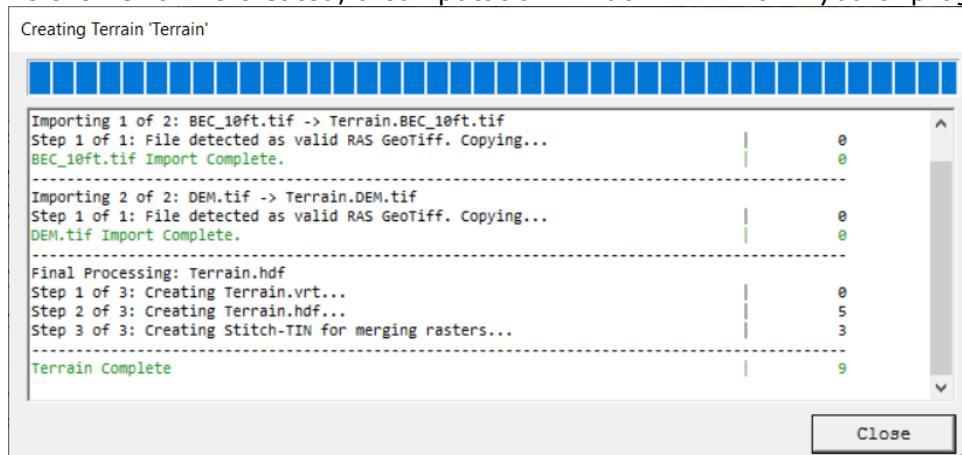 Creating Terrain 'Terrain'
Importing 1 of 2: BEC_10ft.tif -> Terrain.BEC_10ft.tif
Step 1 of 1: File detected as valid RAS GeoTiff. Copying... | 0
BEC_10ft.tif Import Complete. | 0
--------------------------------------------------------------------------------
Importing 2 of 2: DEM.tif -> Terrain.DEM.tif
Step 1 of 1: File detected as valid RAS GeoTiff. Copying... | 0
DEM.tif Import Complete. | 0
--------------------------------------------------------------------------------
Final Processing: Terrain.hdf
Step 1 of 3: Creating Terrain.vrt... | 0
Step 2 of 3: Creating Terrain.hdf... | 5
Step 3 of 3: Creating Stitch-TIN for merging rasters... | 3
--------------------------------------------------------------------------------
Terrain Complete | 9
Close